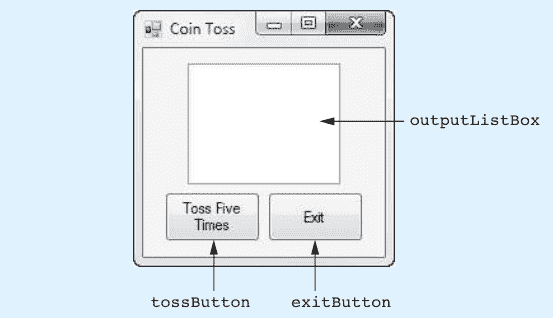 Coin Toss
outputListBox
Toss Five
Times
Exit
tossButton
exitButton